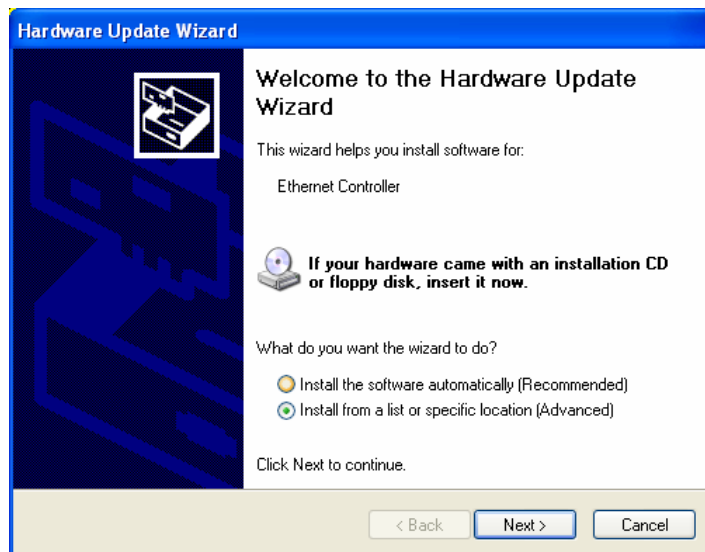 Hardware Update Wizard
Welcome to the Hardware Update
Wizard
This wizard helps you install software for:
Ethernet Controller
If your hardware came with an installation CD
or floppy disk, insert it now.
What do you want the wizard to do?
Install the software automatically (Recommended)
Install from a list or specific location (Advanced)
Click Next to continue.
< Back Next > Cancel